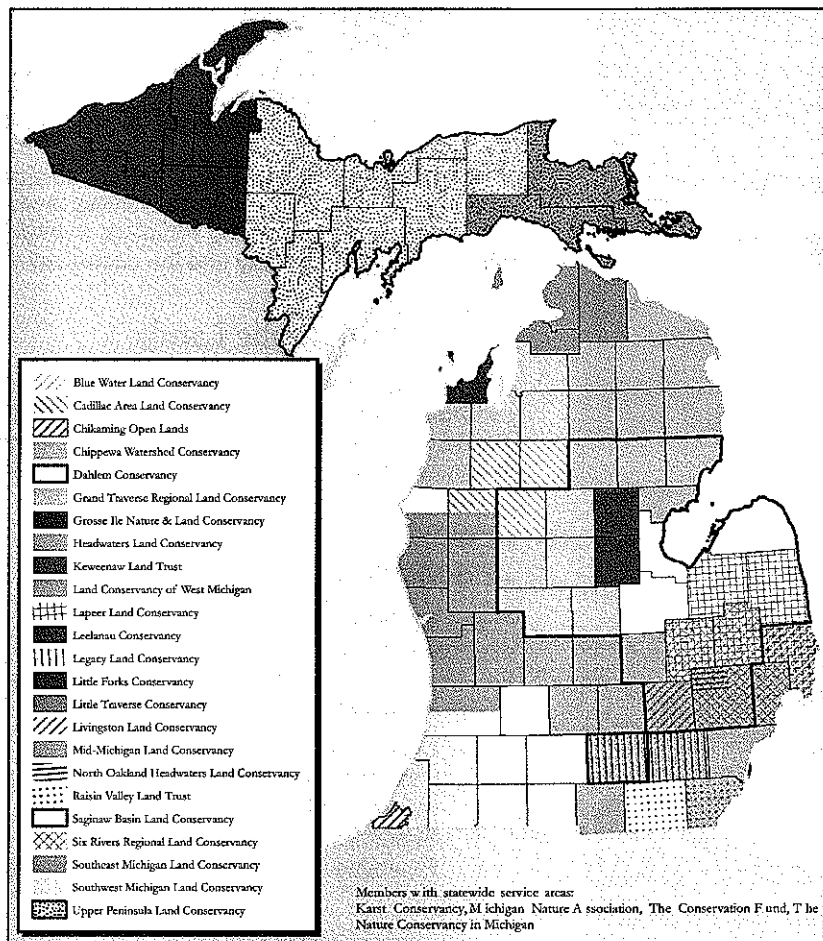 Blue Water Land Conservancy
Cadillac Area Land Conservancy
Chikaming Open Lands
Chippewa Watershed Conservancy
Dahlem Conservancy
Grand Traverse Regional Land Conservancy
Grosse Ile Nature & Land Conservancy
Headwaters Land Conservancy
Keweenaw Land Trust
Land Conservancy of West Michigan
Lapeer Land Conservancy
Leelanau Conservancy
Legacy Land Conservancy
Little Forks Conservancy
Little Traverse Conservancy
Livingston Land Conservancy
Mid-Michigan Land Conservancy
North Oakland Headwaters Land Conservancy
Raisin Valley Land Trust
Saginaw Basin Land Conservancy
Six Rivers Regional Land Conservancy
Southeast Michigan Land Conservancy
Southwest Michigan Land Conservancy
Upper Peninsula Land Conservancy
Members with statewide service areas:
Karst Conservancy, M ichigan Nature A ssociation, The Conservation F und, T he
Nature Conservancy in Michigan